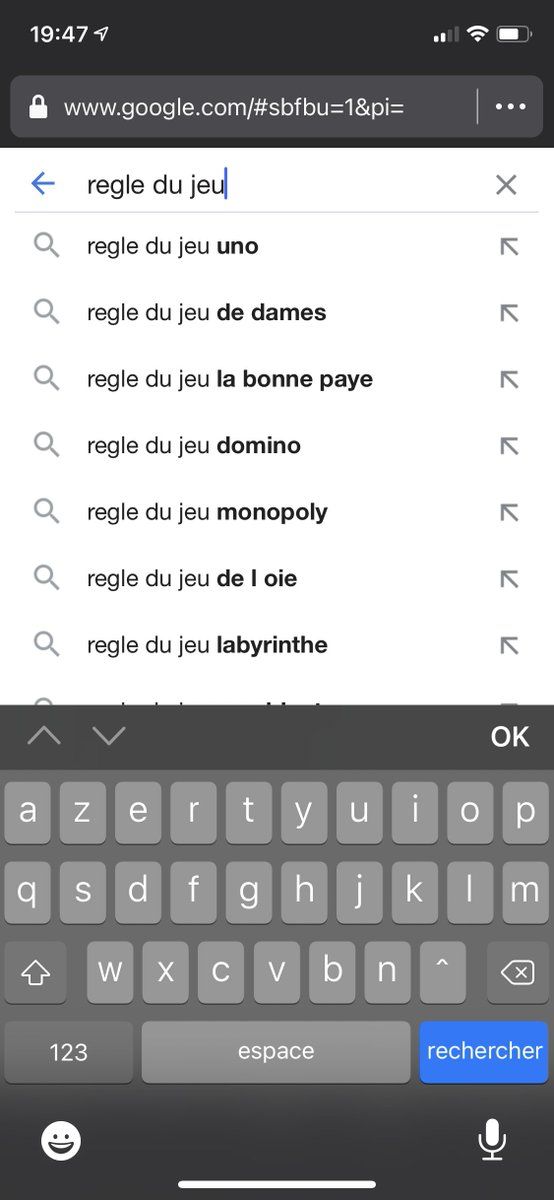 19:47
www.google.com/#sbfbu=1&pi=
regle du jeu
regle du jeu uno
regle du jeu de dames
regle du jeu la bonne paye
regle du jeu domino
regle du jeu monopoly
regle du jeu de l oie
regle du jeu labyrinthe
OK
a z e r t y u i o p
q s d f g h j k l m
w x c v b n ^
123 espace rechercher